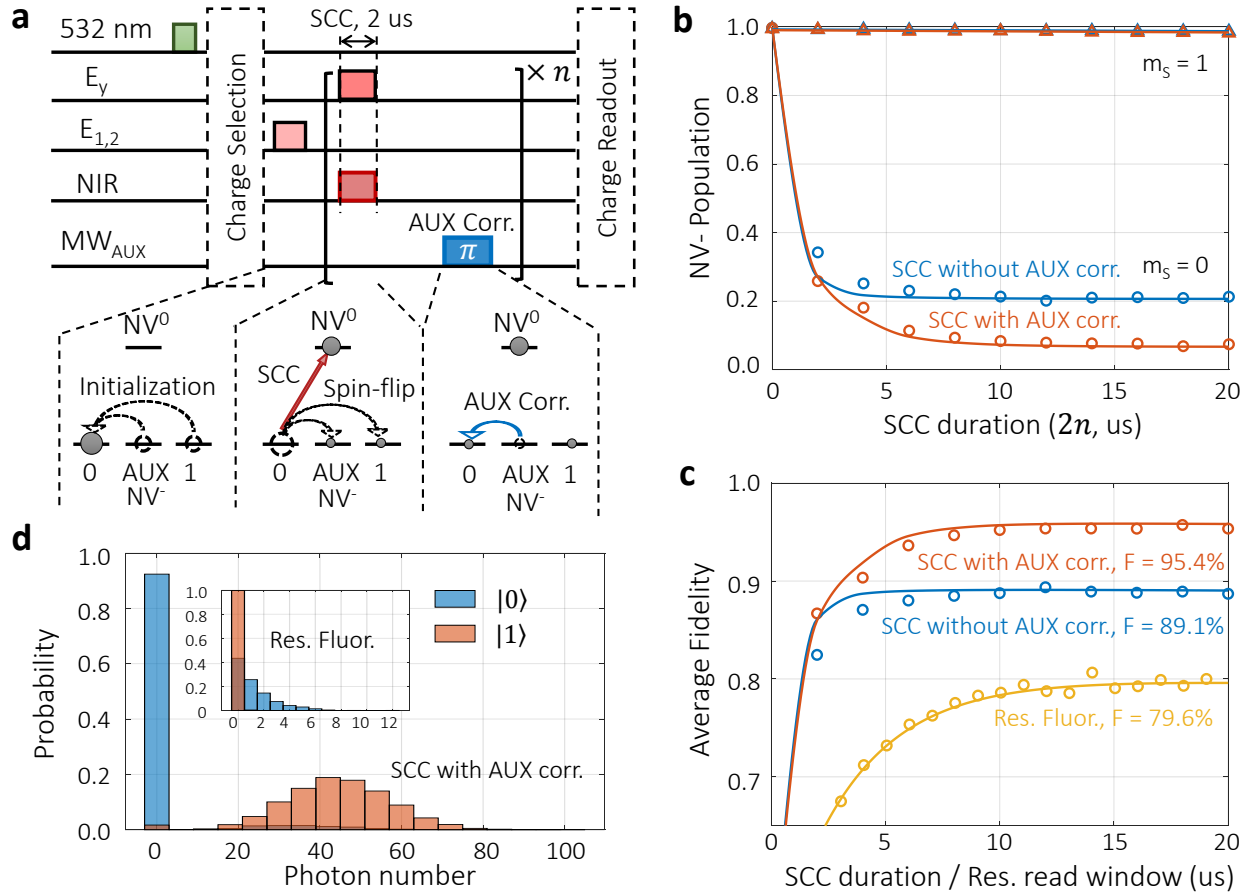 a
SCC, 2 us
532 nm
E_y
× n
E_1,2
NIR
AUX Corr.
MW_AUX
π
Charge Selection
Charge Readout
NV⁰
NV⁰
NV⁰
Initialization
SCC
Spin-flip
AUX Corr.
0 AUX 1
NV⁻
0 AUX 1
NV⁻
0 AUX 1
NV⁻
b
NV- Population
1.0
0.8
0.6
0.4
0.2
0.0
m_S = 1
SCC without AUX corr.
m_S = 0
SCC with AUX corr.
0 5 10 15 20
SCC duration (2n, us)
c
Average Fidelity
1.0
0.9
0.8
0.7
SCC with AUX corr., F = 95.4%
SCC without AUX corr., F = 89.1%
Res. Fluor., F = 79.6%
0 5 10 15 20
SCC duration / Res. read window (us)
d
Probability
1.0
0.8
0.6
0.4
0.2
0.0
1.0
0.8
0.6
0.4
0.2
0
Res. Fluor.
0 2 4 6 8 10 12
|0⟩
|1⟩
SCC with AUX corr.
0 20 40 60 80 100
Photon number